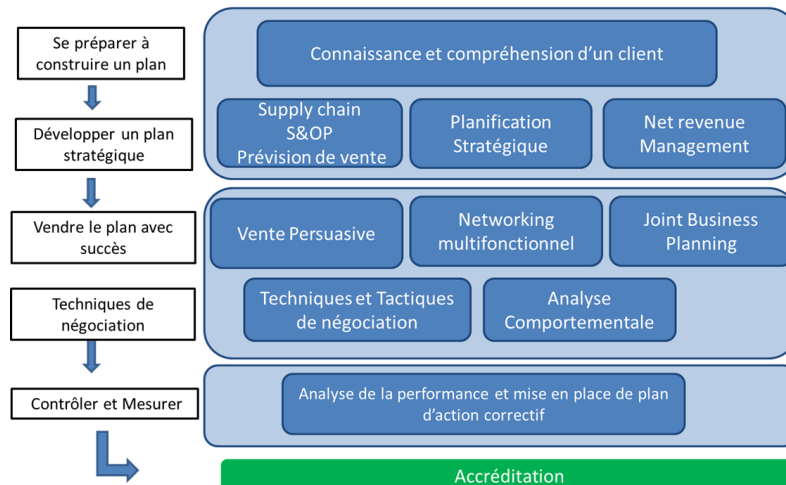 Se préparer à
construire un plan
Connaissance et compréhension d'un client
Développer un plan
stratégique
Supply chain
S&OP
Prévision de vente
Planification
Stratégique
Net revenue
Management
Vendre le plan avec
succès
Vente Persuasive
Networking
multifonctionnel
Joint Business
Planning
Techniques de
négociation
Techniques et Tactiques
de négociation
Analyse
Comportementale
Contrôler et Mesurer
Analyse de la performance et mise en place de plan
d'action correctif
Accréditation